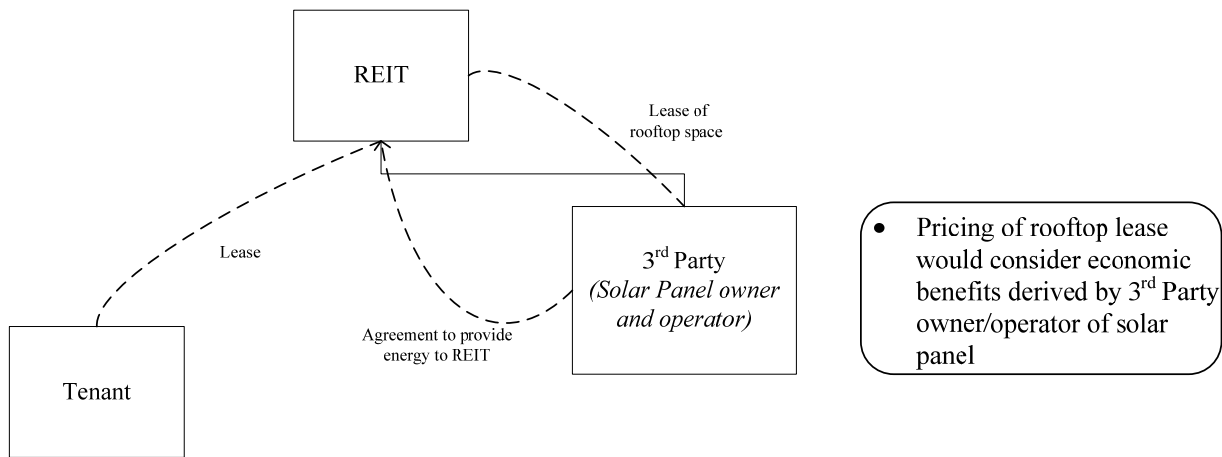 REIT
Lease of
rooftop space
Lease
3rd Party
(Solar Panel owner
and operator)
Agreement to provide
energy to REIT
Tenant
• Pricing of rooftop lease
would consider economic
benefits derived by 3rd Party
owner/operator of solar
panel